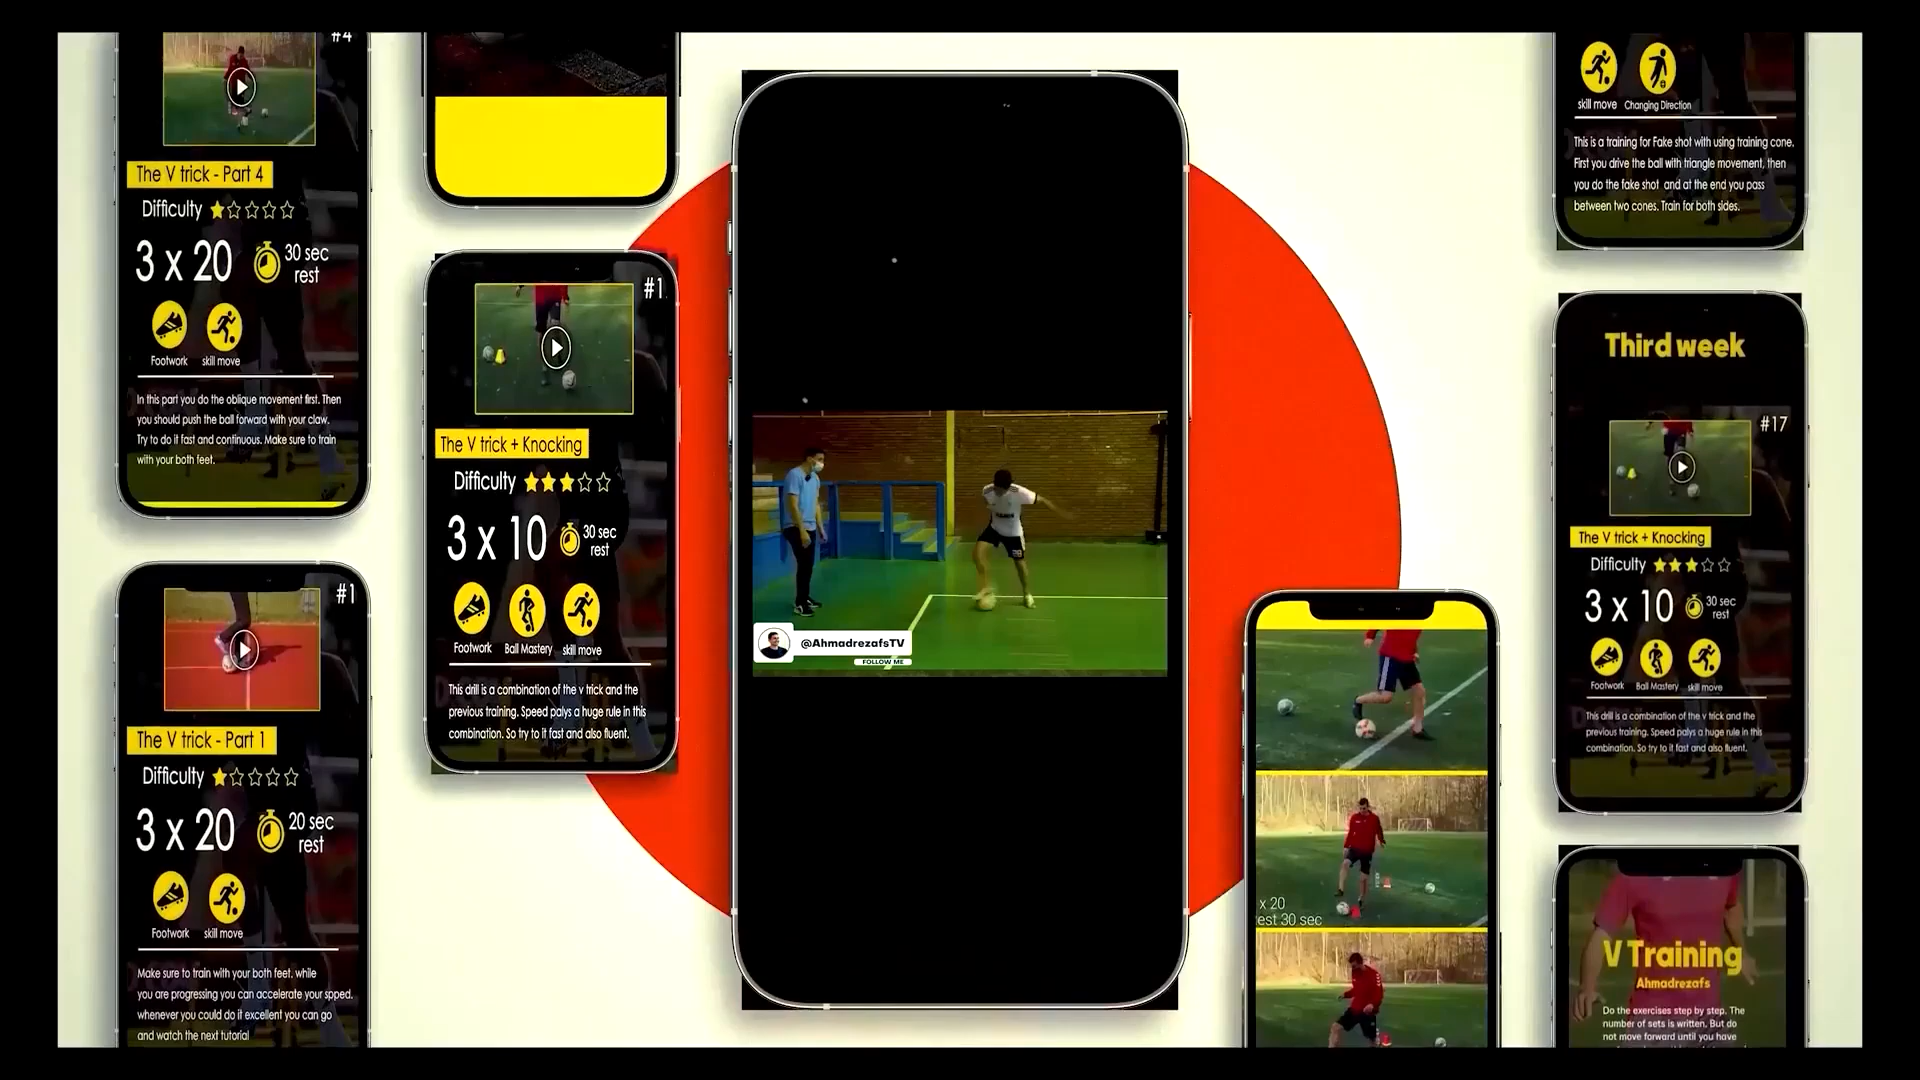 #4
The V trick - Part 4
Difficulty
3 x 20
30 sec
rest
Footwork
skill move
In this part you do the oblique movement first. Then
you should push the ball forward with your claw.
Try to do it fast and continuous. Make sure to train
with your both feet.
#1
The V trick - Part 1
Difficulty
3 x 20
20 sec
rest
Footwork
skill move
Make sure to train with your both feet. while
you are progressing you can accelerate your spped.
whenever you could do it excellent you can go
and watch the next tutorial
#1
The V trick + Knocking
Difficulty
3 x 10
30 sec
rest
Footwork
Ball Mastery
skill move
This drill is a combination of the v trick and the
previous training. Speed palys a huge rule in this
combination. So try to it fast and also fluent.
@AhmadrezafsTV
FOLLOW ME
x 20
est 30 sec
skill move
Changing Direction
This is a training for Fake shot with using training cone.
First you drive the ball with triangle movement, then
you do the fake shot and at the end you pass
between two cones. Train for both sides.
Third week
#17
The V trick + Knocking
Difficulty
3 x 10
30 sec
rest
Footwork
Ball Mastery
skill move
This drill is a combination of the v trick and the
previous training. Speed palys a huge rule in this
combination. So try to it fast and also fluent.
V Training
Ahmadrezafs
Do the exercises step by step. The
number of sets is written. But do
not move forward until you have